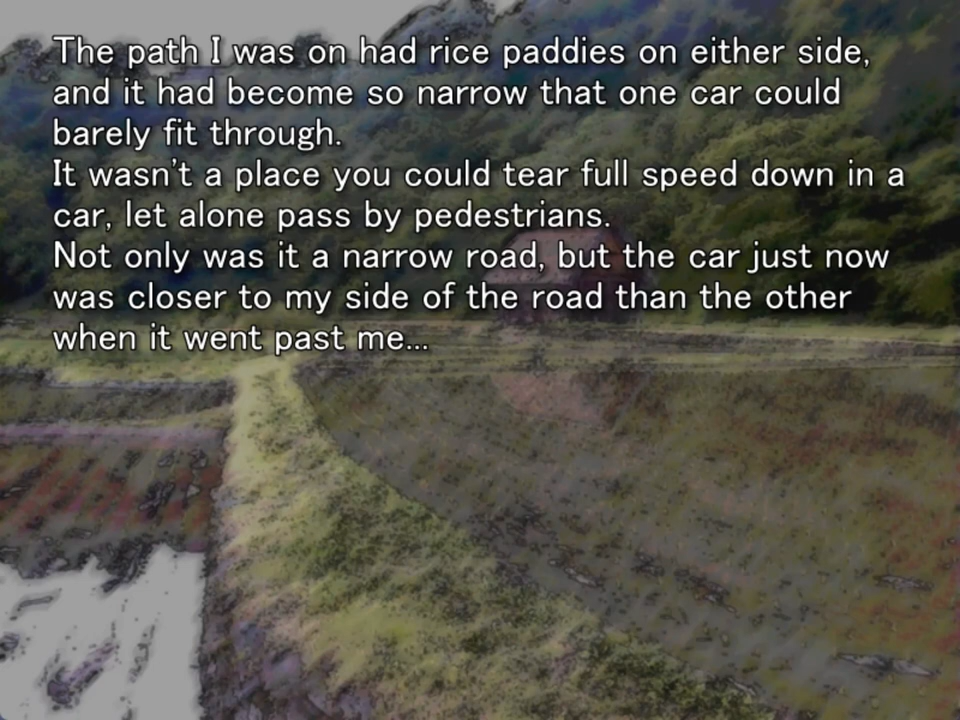 The path I was on had rice paddies on either side,
and it had become so narrow that one car could
barely fit through.
It wasn't a place you could tear full speed down in a
car, let alone pass by pedestrians.
Not only was it a narrow road, but the car just now
was closer to my side of the road than the other
when it went past me...